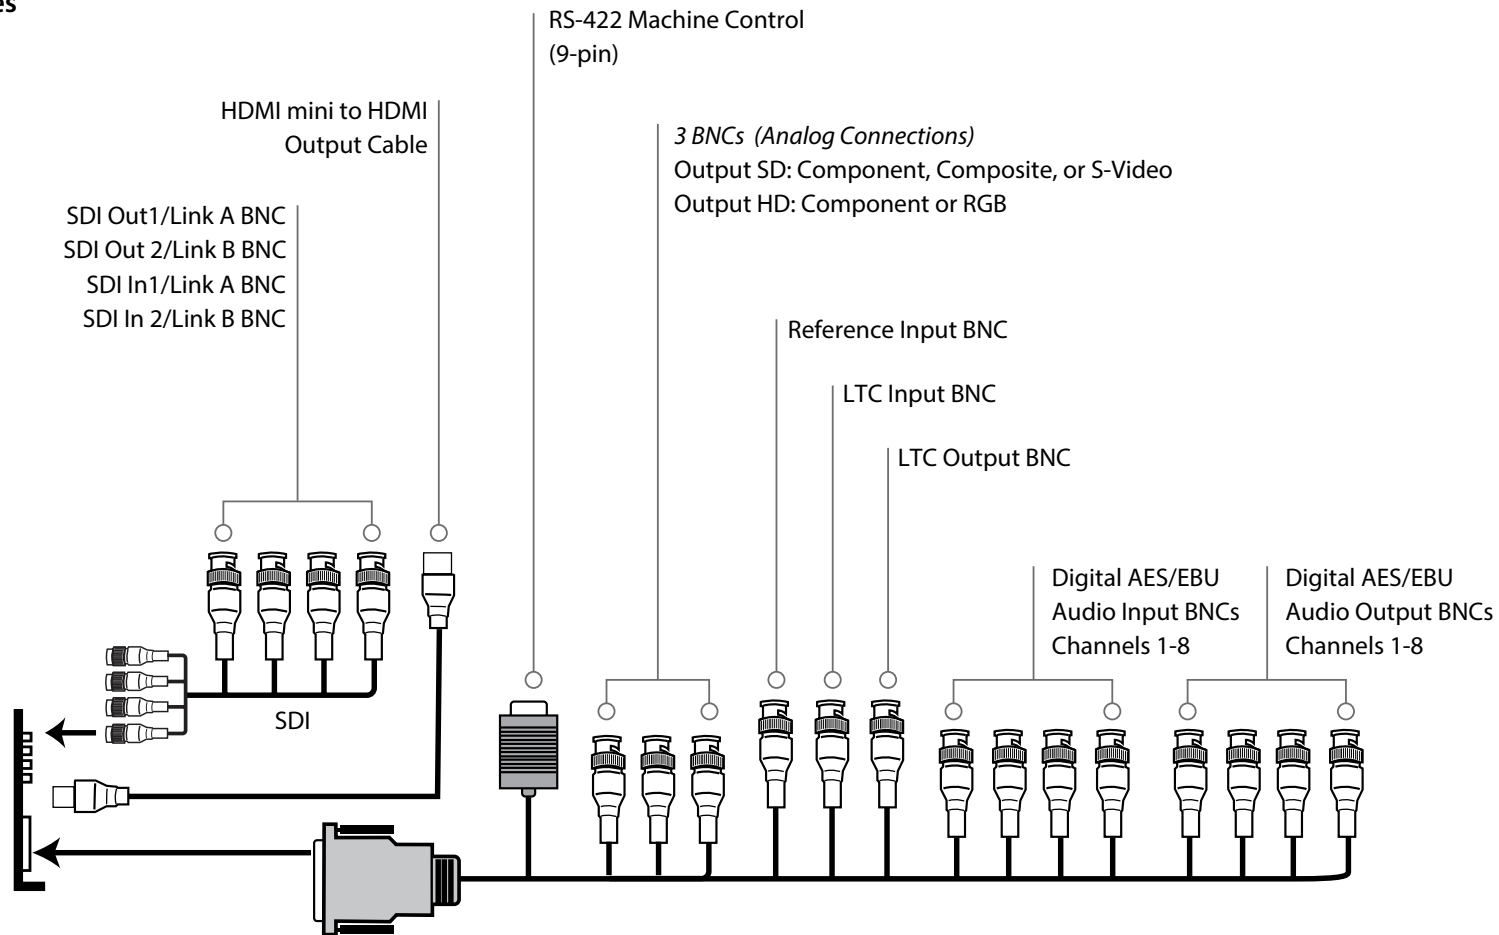 RS-422 Machine Control
(9-pin)
HDMI mini to HDMI
Output Cable
3 BNCs (Analog Connections)
Output SD: Component, Composite, or S-Video
Output HD: Component or RGB
SDI Out1/Link A BNC
SDI Out 2/Link B BNC
SDI In1/Link A BNC
SDI In 2/Link B BNC
Reference Input BNC
LTC Input BNC
LTC Output BNC
Digital AES/EBU
Audio Input BNCs
Channels 1-8
Digital AES/EBU
Audio Output BNCs
Channels 1-8
SDI